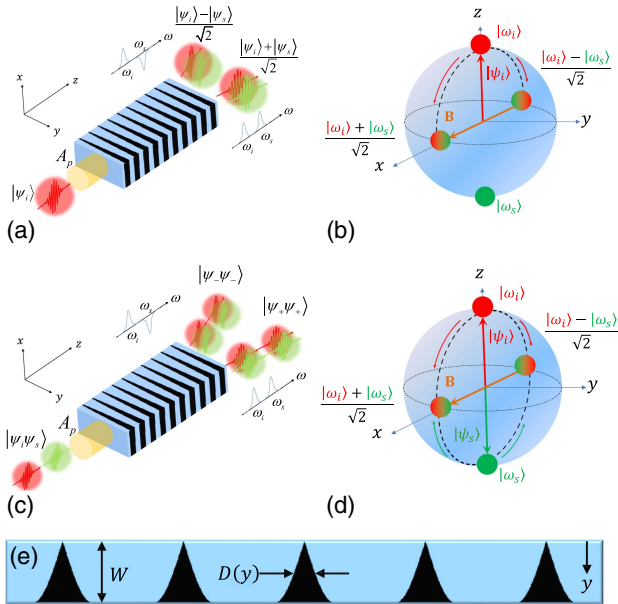 |ψᵢ⟩−|ψₛ⟩
√2
|ψᵢ⟩+|ψₛ⟩
√2
ω
ωₛ
ωᵢ
x
z
y
ω
ωᵢ ωₛ
Aₚ
|ψᵢ⟩
(a)
z
|ωᵢ⟩
|ψᵢ⟩
|ωᵢ⟩ − |ωₛ⟩
√2
B
y
|ωᵢ⟩ + |ωₛ⟩
√2
x
|ωₛ⟩
(b)
|ψ₋ψ₋⟩
|ψ₊ψ₊⟩
ω
ωₛ
ωᵢ
x
z
y
ω
ωᵢ ωₛ
Aₚ
|ψᵢψₛ⟩
(c)
z
|ωᵢ⟩
|ωᵢ⟩ − |ωₛ⟩
√2
|ψᵢ⟩
B
y
|ωᵢ⟩ + |ωₛ⟩
√2
x
|ψₛ⟩
|ωₛ⟩
(d)
(e)
W
D(y)
y